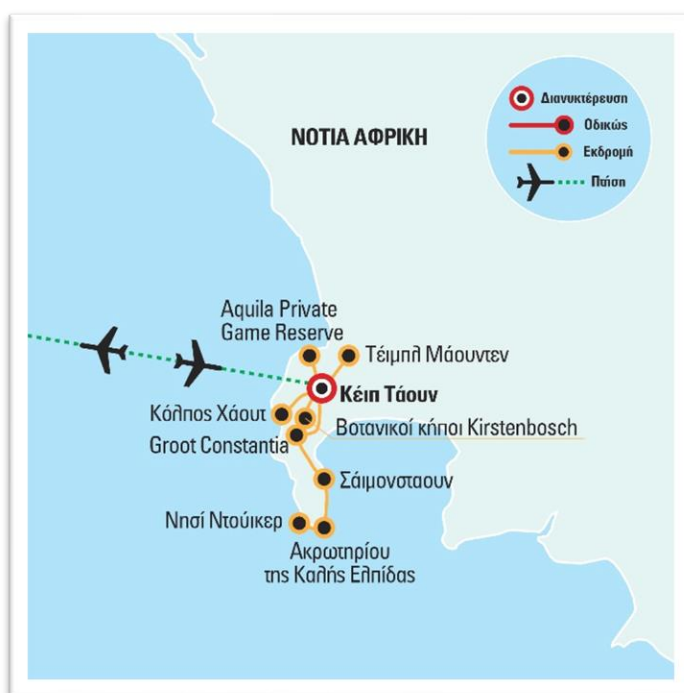 Διανυκτέρευση
Οδικώς
Εκδρομή
Πτήση
ΝΟΤΙΑ ΑΦΡΙΚΗ
Aquila Private
Game Reserve
Τέιμπλ Μάουντεν
Κέιπ Τάουν
Κόλπος Χάουτ
Βοτανικοί κήποι Kirstenbosch
Groot Constantia
Σάιμονσταουν
Νησί Ντούικερ
Ακρωτηρίου
της Καλής Ελπίδας